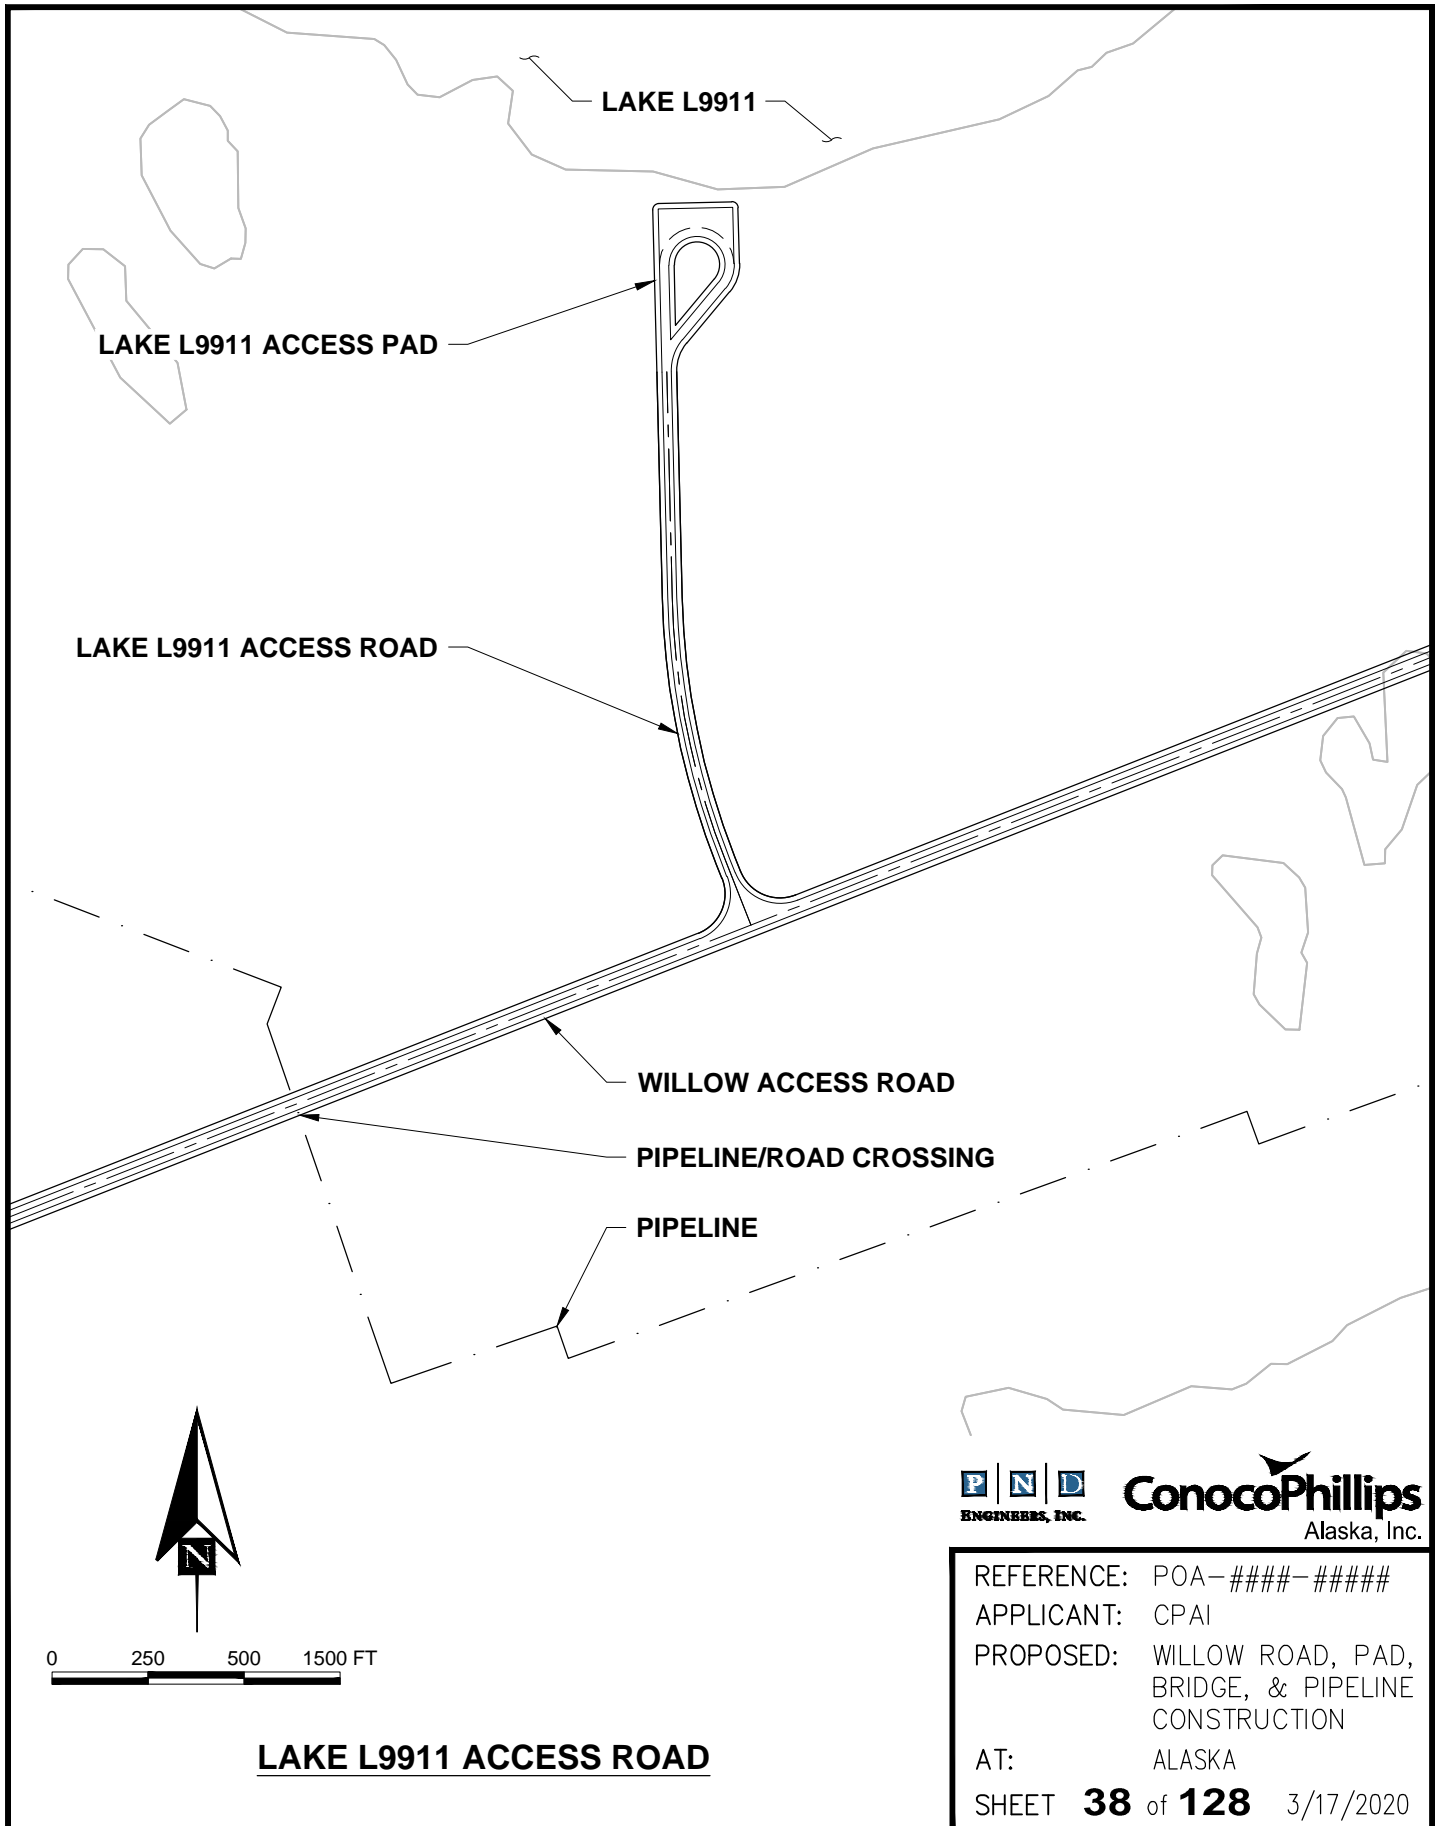 LAKE L9911
LAKE L9911 ACCESS PAD
LAKE L9911 ACCESS ROAD
WILLOW ACCESS ROAD
PIPELINE/ROAD CROSSING
PIPELINE
N
0 250 500 1500 FT
LAKE L9911 ACCESS ROAD
P N D
ENGINEERS, INC.
ConocoPhillips
Alaska, Inc.
REFERENCE: POA-####-#####
APPLICANT: CPAI
PROPOSED: WILLOW ROAD, PAD,
BRIDGE, & PIPELINE
CONSTRUCTION
AT: ALASKA
SHEET 38 of 128 3/17/2020